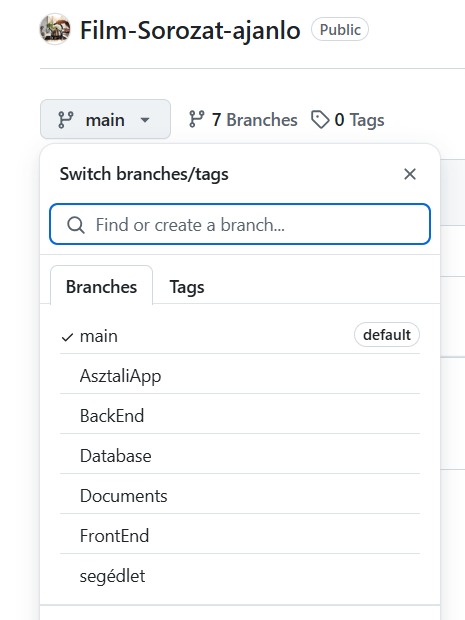 Film-Sorozat-ajanlo Public
main 7 Branches 0 Tags
Switch branches/tags
Find or create a branch...
Branches Tags
main default
AsztaliApp
BackEnd
Database
Documents
FrontEnd
segédlet